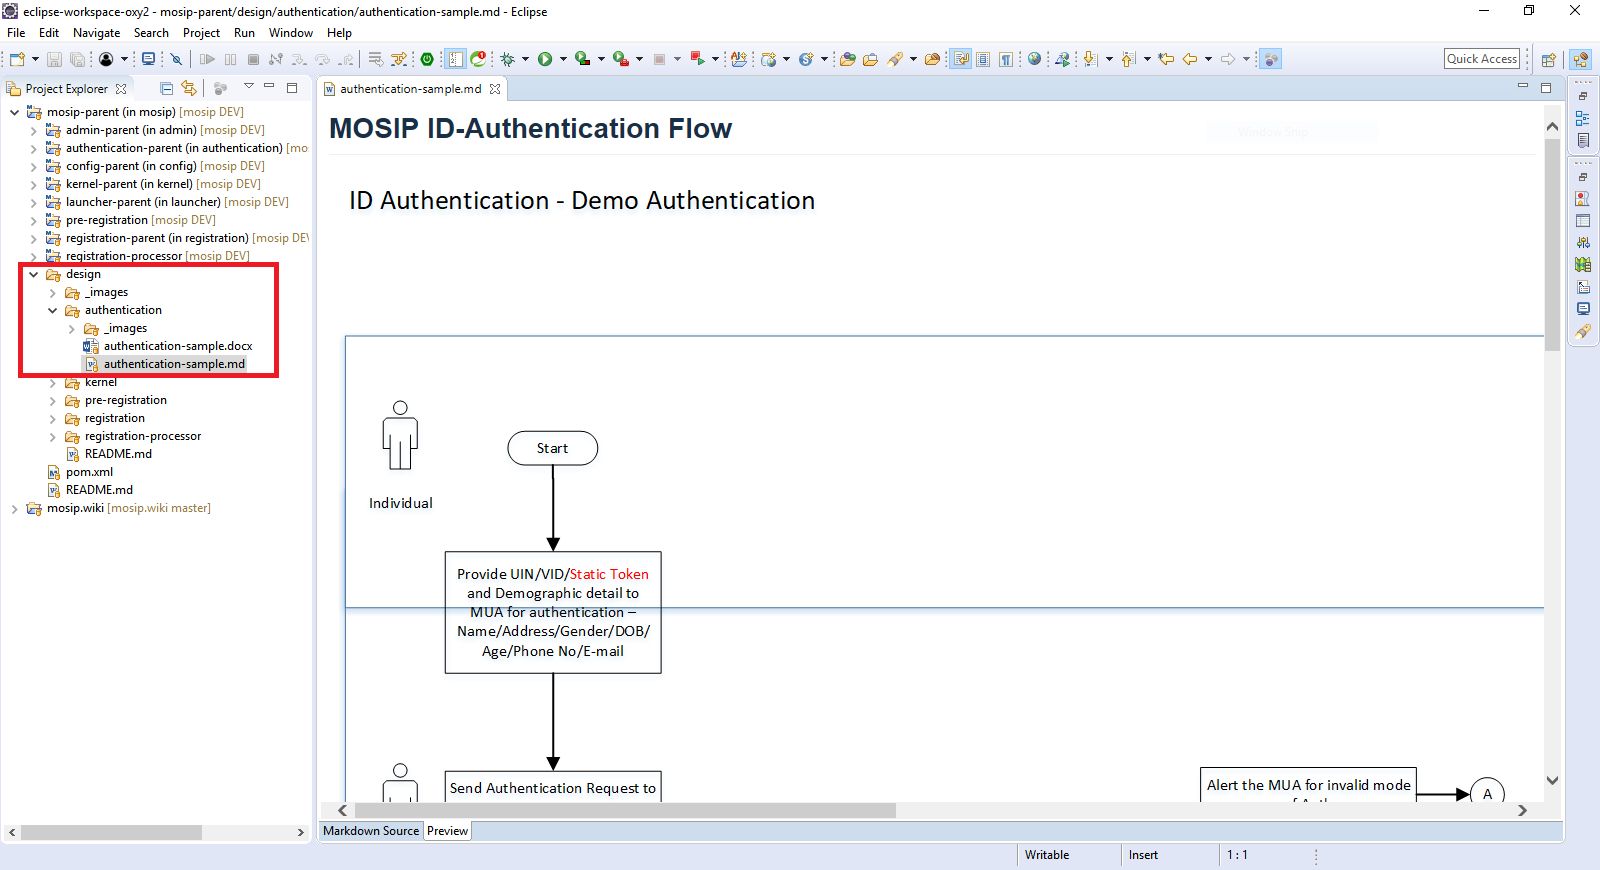 eclipse-workspace-oxy2 - mosip-parent/design/authentication/authentication-sample.md - Eclipse
File Edit Navigate Search Project Run Window Help
Quick Access
Project Explorer
mosip-parent (in mosip) [mosip DEV]
admin-parent (in admin) [mosip DEV]
authentication-parent (in authentication) [mo
config-parent (in config) [mosip DEV]
kernel-parent (in kernel) [mosip DEV]
launcher-parent (in launcher) [mosip DEV]
pre-registration [mosip DEV]
registration-parent (in registration) [mosip DEV
registration-processor [mosip DEV]
design
_images
authentication
_images
authentication-sample.docx
authentication-sample.md
kernel
pre-registration
registration
registration-processor
README.md
pom.xml
README.md
mosip.wiki [mosip.wiki master]
authentication-sample.md
MOSIP ID-Authentication Flow
ID Authentication - Demo Authentication
Individual
Start
Provide UIN/VID/Static Token
and Demographic detail to
MUA for authentication –
Name/Address/Gender/DOB/
Age/Phone No/E-mail
Send Authentication Request to
Alert the MUA for invalid mode
A
Markdown Source Preview
Writable Insert 1 : 1